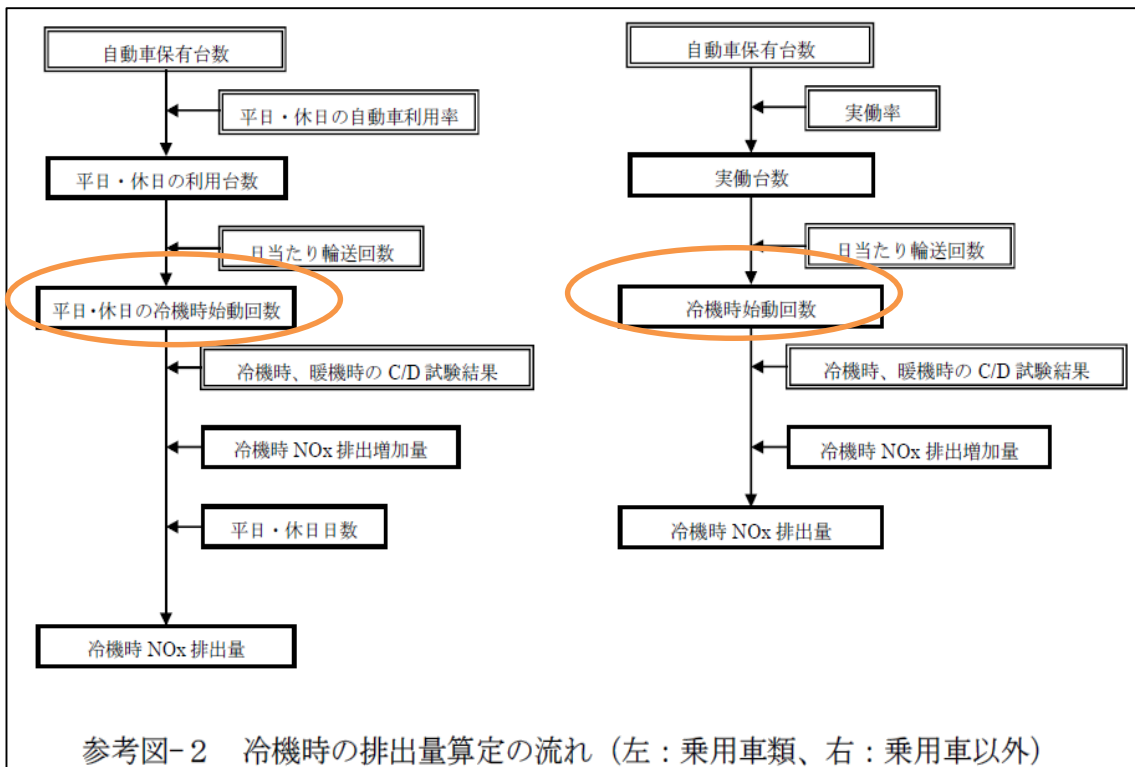 自動車保有台数
平日・休日の自動車利用率
平日・休日の利用台数
日当たり輸送回数
平日・休日の冷機時始動回数
冷機時、暖機時の C/D 試験結果
冷機時 NOx 排出増加量
平日・休日日数
冷機時 NOx 排出量
自動車保有台数
実働率
実働台数
日当たり輸送回数
冷機時始動回数
冷機時、暖機時の C/D 試験結果
冷機時 NOx 排出増加量
冷機時 NOx 排出量
参考図-2 冷機時の排出量算定の流れ（左：乗用車類、右：乗用車以外）